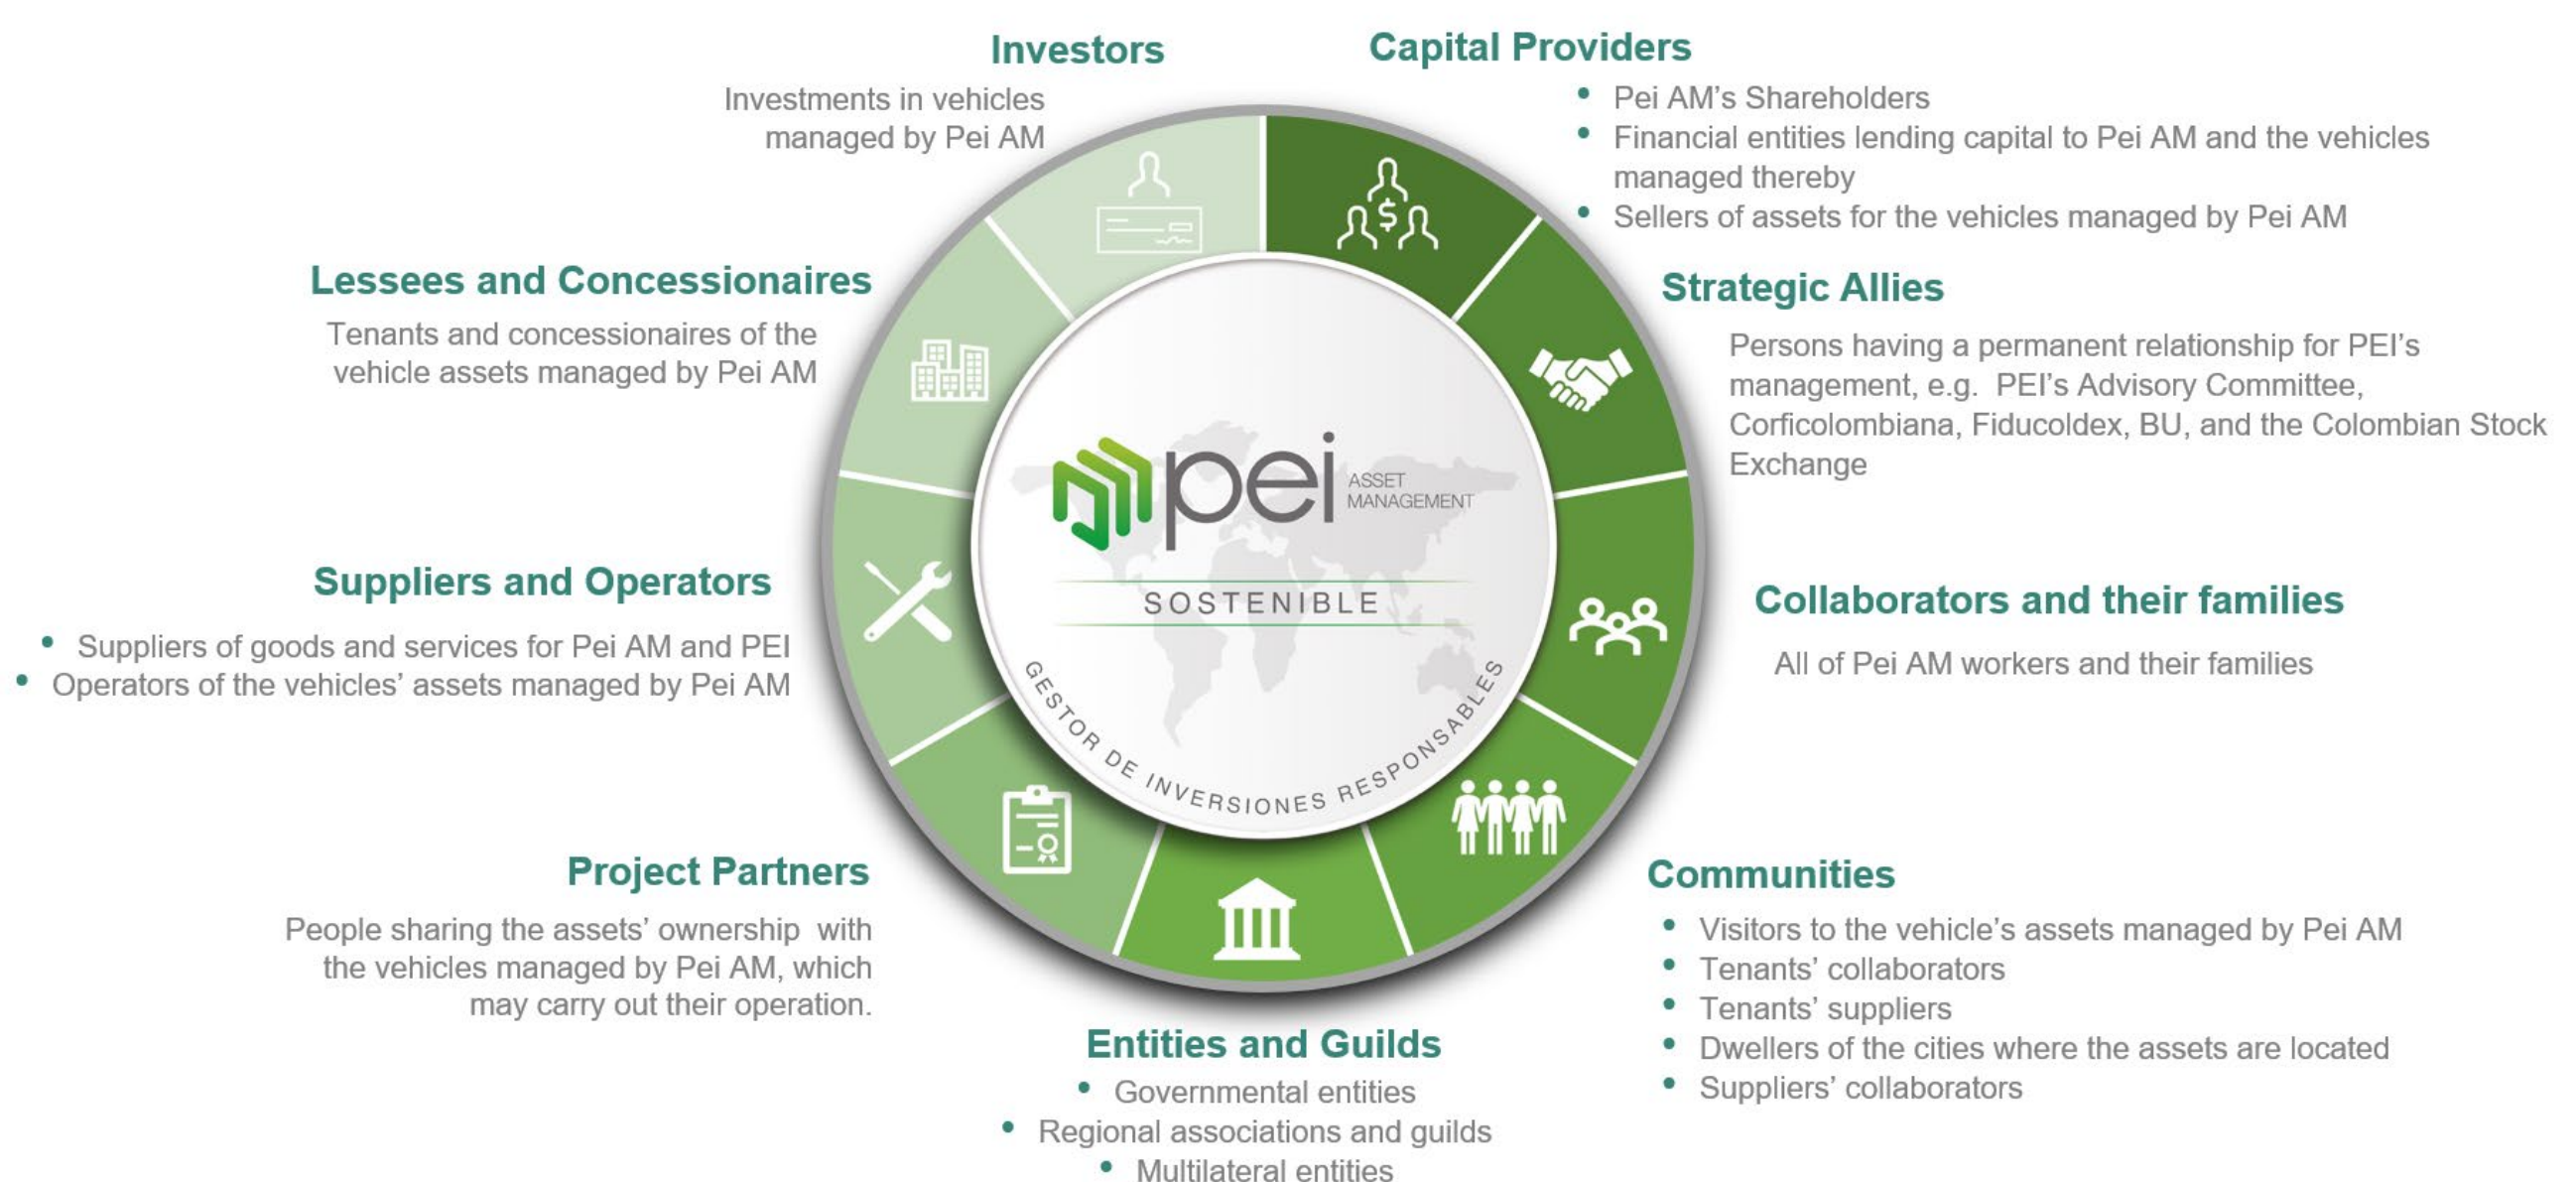 Investors
Investments in vehicles
managed by Pei AM
Capital Providers
• Pei AM's Shareholders
• Financial entities lending capital to Pei AM and the vehicles
managed thereby
• Sellers of assets for the vehicles managed by Pei AM
Lessees and Concessionaires
Tenants and concessionaires of the
vehicle assets managed by Pei AM
Strategic Allies
Persons having a permanent relationship for PEI's
management, e.g. PEI's Advisory Committee,
Corficolombiana, Fiducoldex, BU, and the Colombian Stock
Exchange
pei ASSET
MANAGEMENT
SOSTENIBLE
GESTOR DE INVERSIONES RESPONSABLES
Suppliers and Operators
• Suppliers of goods and services for Pei AM and PEI
• Operators of the vehicles' assets managed by Pei AM
Collaborators and their families
All of Pei AM workers and their families
Project Partners
People sharing the assets' ownership with
the vehicles managed by Pei AM, which
may carry out their operation.
Communities
• Visitors to the vehicle's assets managed by Pei AM
• Tenants' collaborators
• Tenants' suppliers
• Dwellers of the cities where the assets are located
• Suppliers' collaborators
Entities and Guilds
• Governmental entities
• Regional associations and guilds
• Multilateral entities